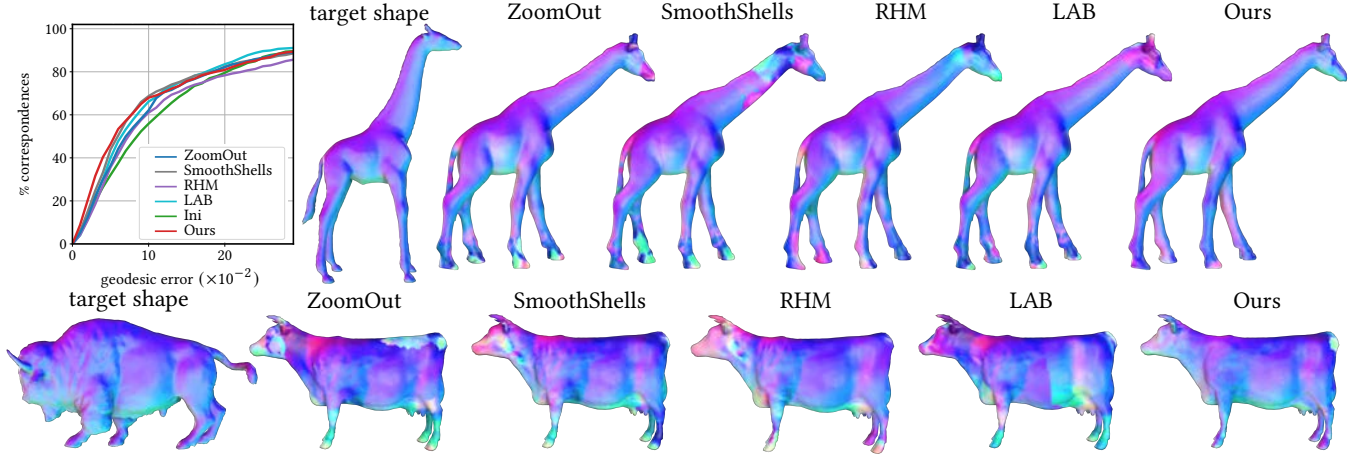 target shape
ZoomOut
SmoothShells
RHM
LAB
Ours
100
80
60
40
20
0
% correspondences
ZoomOut
SmoothShells
RHM
LAB
Ini
Ours
0
10
20
geodesic error (×10⁻²)
target shape
ZoomOut
SmoothShells
RHM
LAB
Ours